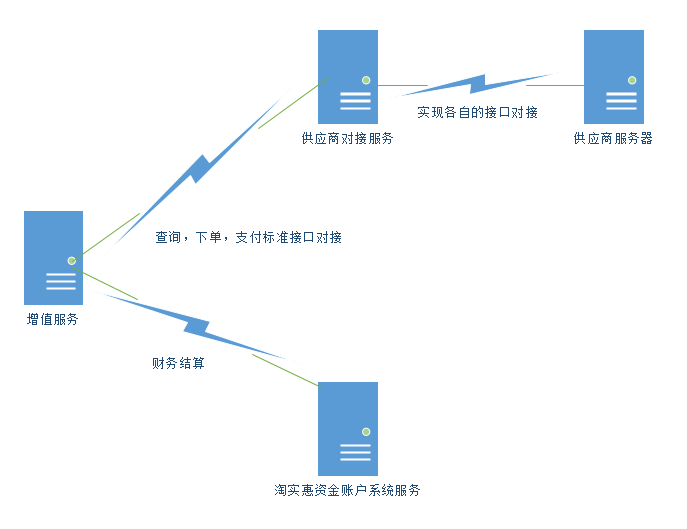 供应商对接服务
实现各自的接口对接
供应商服务器
查询，下单，支付标准接口对接
增值服务
财务结算
淘实惠资金账户系统服务